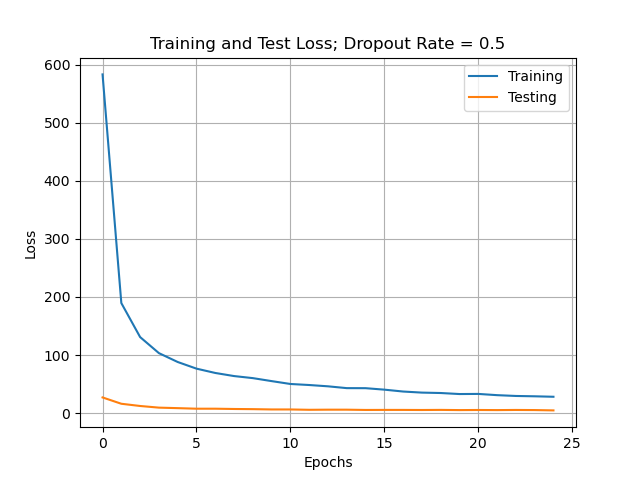 Training and Test Loss; Dropout Rate = 0.5
Training
Testing
600
500
400
300
200
100
0
Loss
0 5 10 15 20 25
Epochs